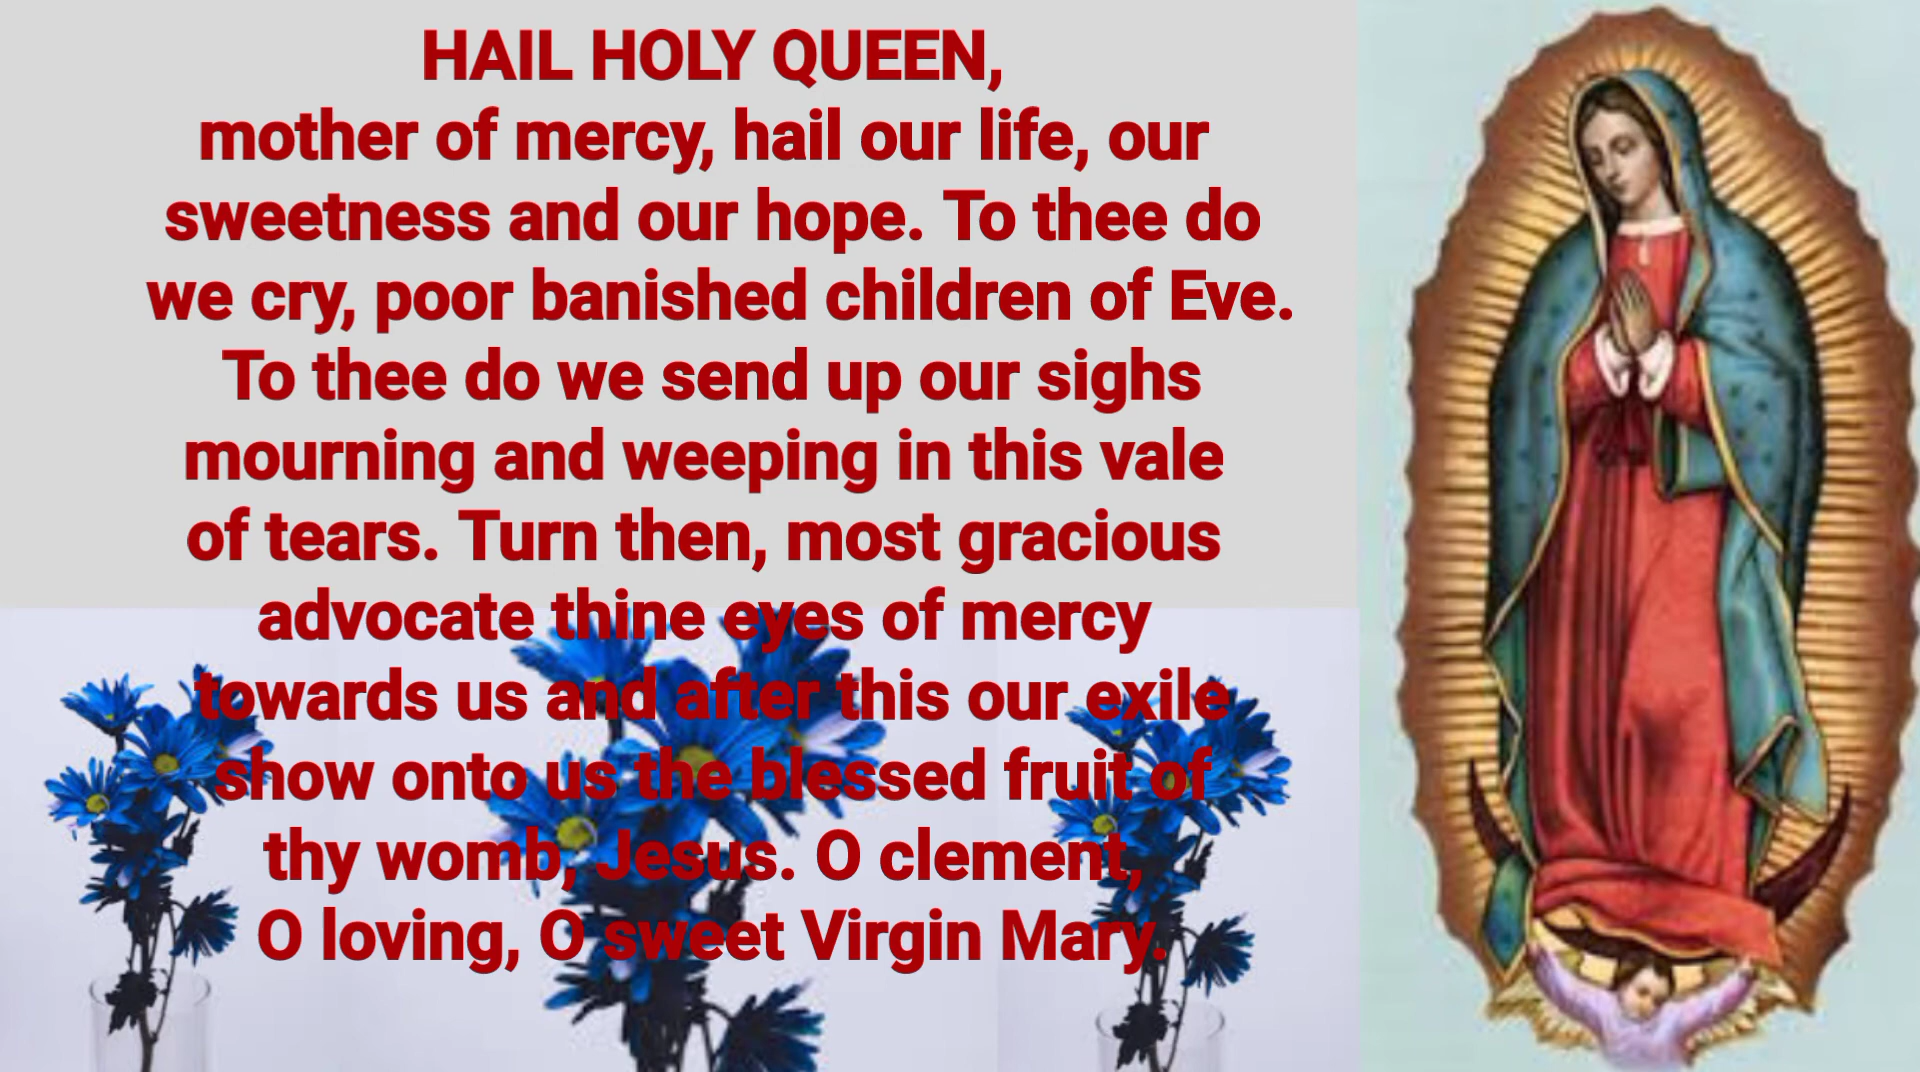 HAIL HOLY QUEEN,
mother of mercy, hail our life, our
sweetness and our hope. To thee do
we cry, poor banished children of Eve.
To thee do we send up our sighs
mourning and weeping in this vale
of tears. Turn then, most gracious
advocate thine eyes of mercy
towards us and after this our exile
show onto us the blessed fruit of
thy womb, Jesus. O clement,
O loving, O sweet Virgin Mary.